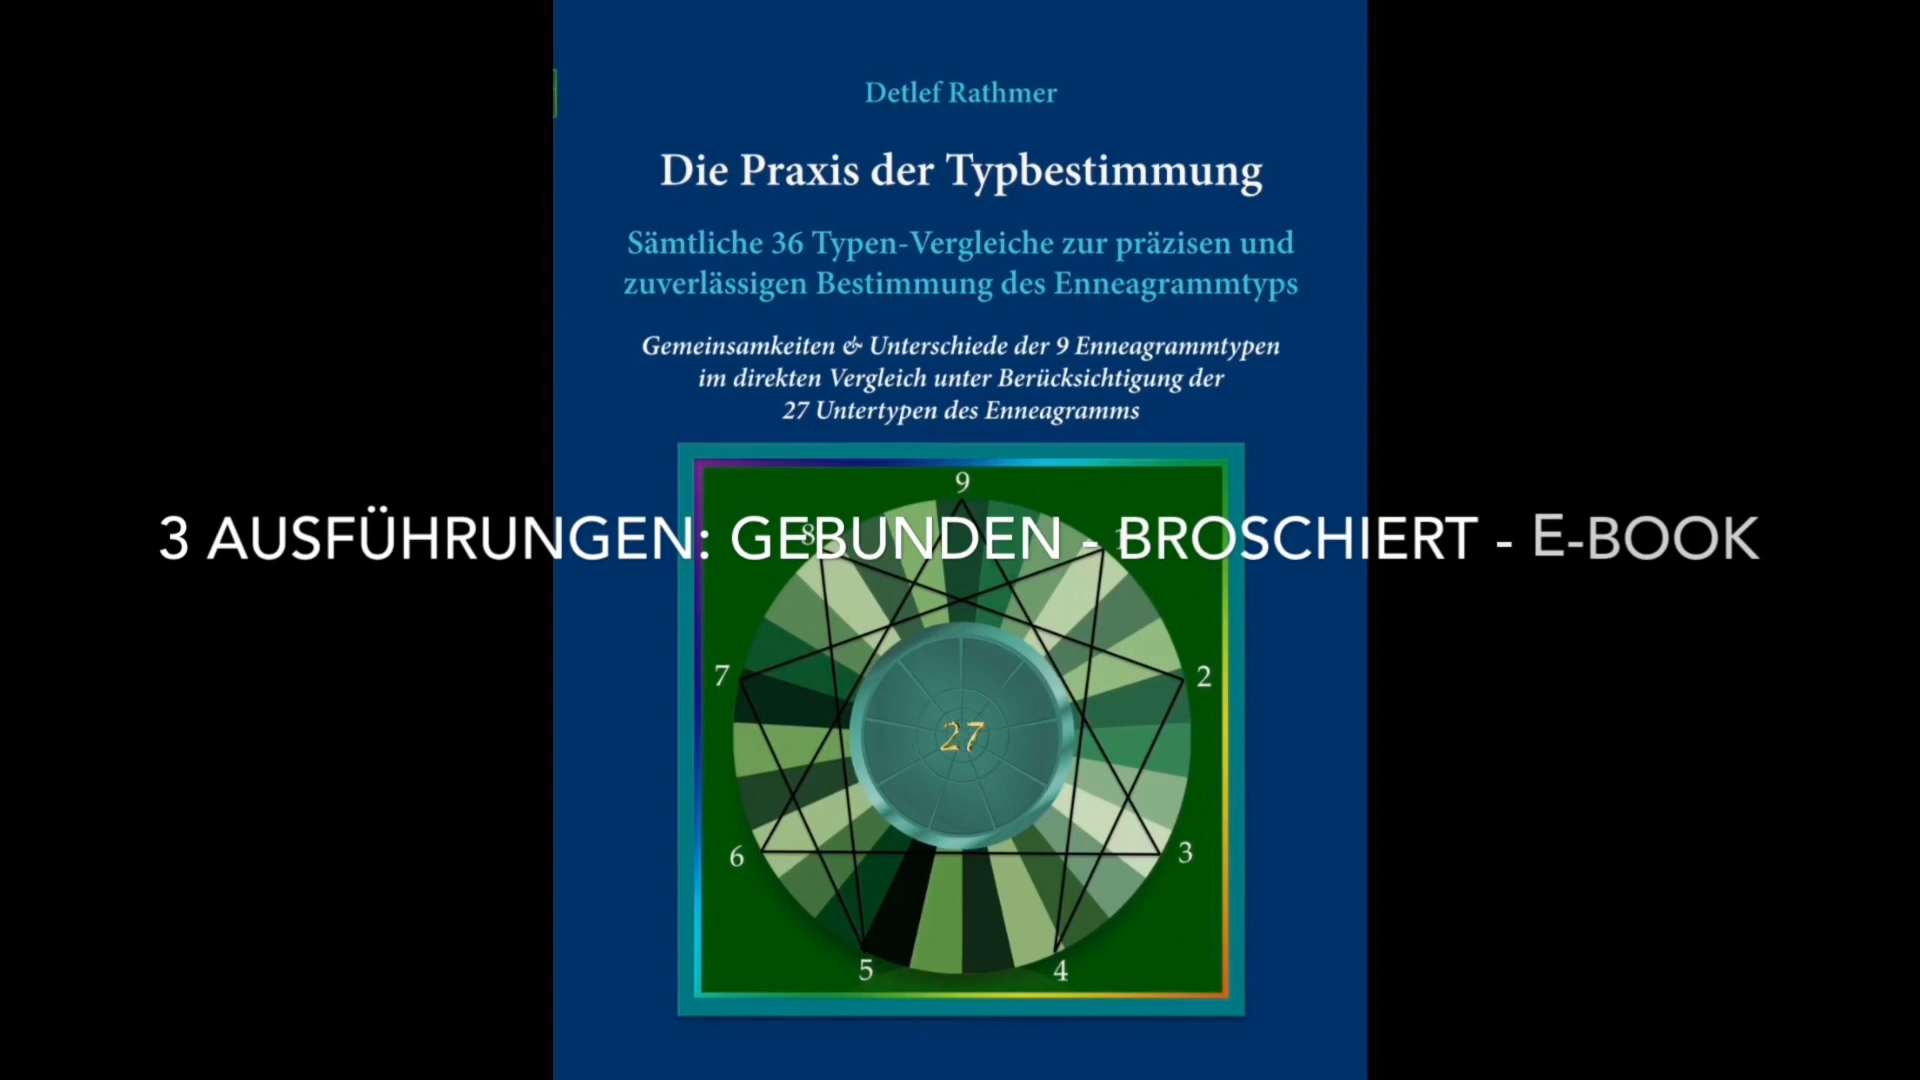 Detlef Rathmer
Die Praxis der Typbestimmung
Sämtliche 36 Typen-Vergleiche zur präzisen und
zuverlässigen Bestimmung des Enneagrammtyps
Gemeinsamkeiten & Unterschiede der 9 Enneagrammtypen
im direkten Vergleich unter Berücksichtigung der
27 Untertypen des Enneagramms
9
3 AUSFÜHRUNGEN: GEBUNDEN - BROSCHIERT - E-BOOK
8
1
7
2
27
6
3
5
4